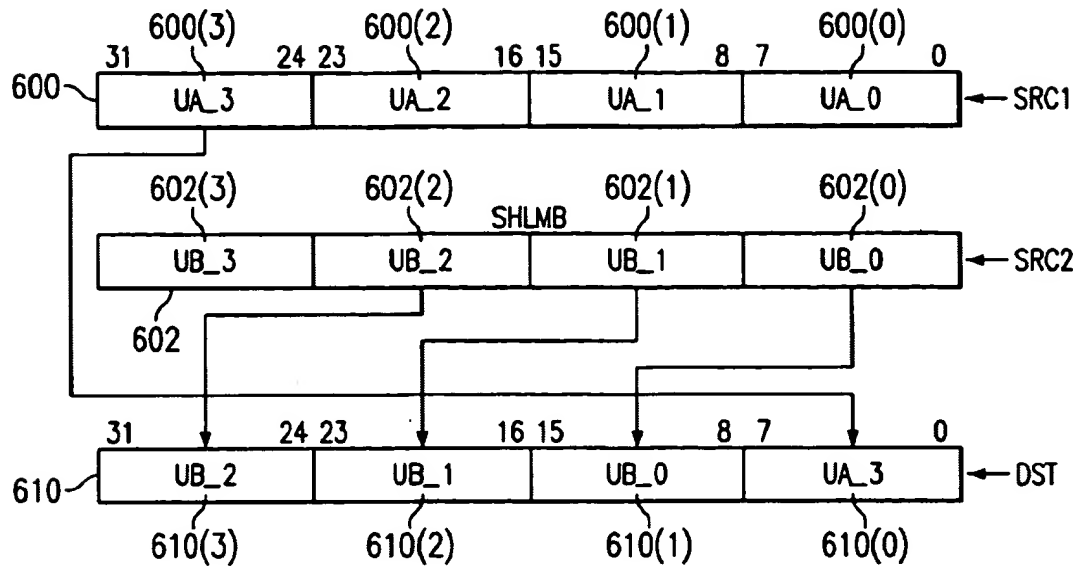 600(3) 600(2) 600(1) 600(0)
31 24 23 16 15 8 7 0
600 UA_3 UA_2 UA_1 UA_0 SRC1
602(3) 602(2) 602(1) 602(0)
SHLMB
UB_3 UB_2 UB_1 UB_0 SRC2
602
31 24 23 16 15 8 7 0
610 UB_2 UB_1 UB_0 UA_3 DST
610(3) 610(2) 610(1) 610(0)